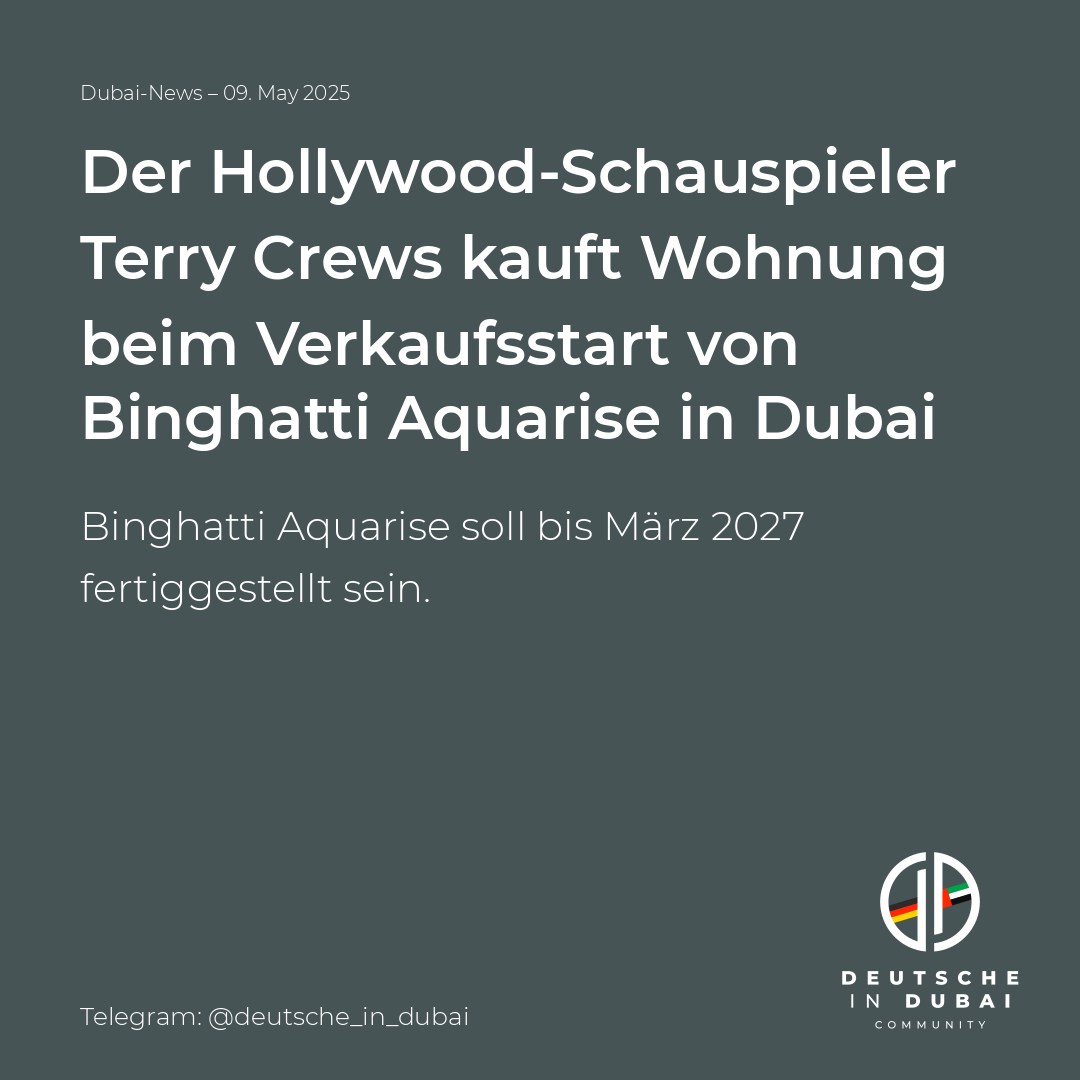 Dubai-News – 09. May 2025
Der Hollywood-Schauspieler
Terry Crews kauft Wohnung
beim Verkaufsstart von
Binghatti Aquarise in Dubai
Binghatti Aquarise soll bis März 2027
fertiggestellt sein.
DEUTSCHE
IN DUBAI
COMMUNITY
Telegram: @deutsche_in_dubai